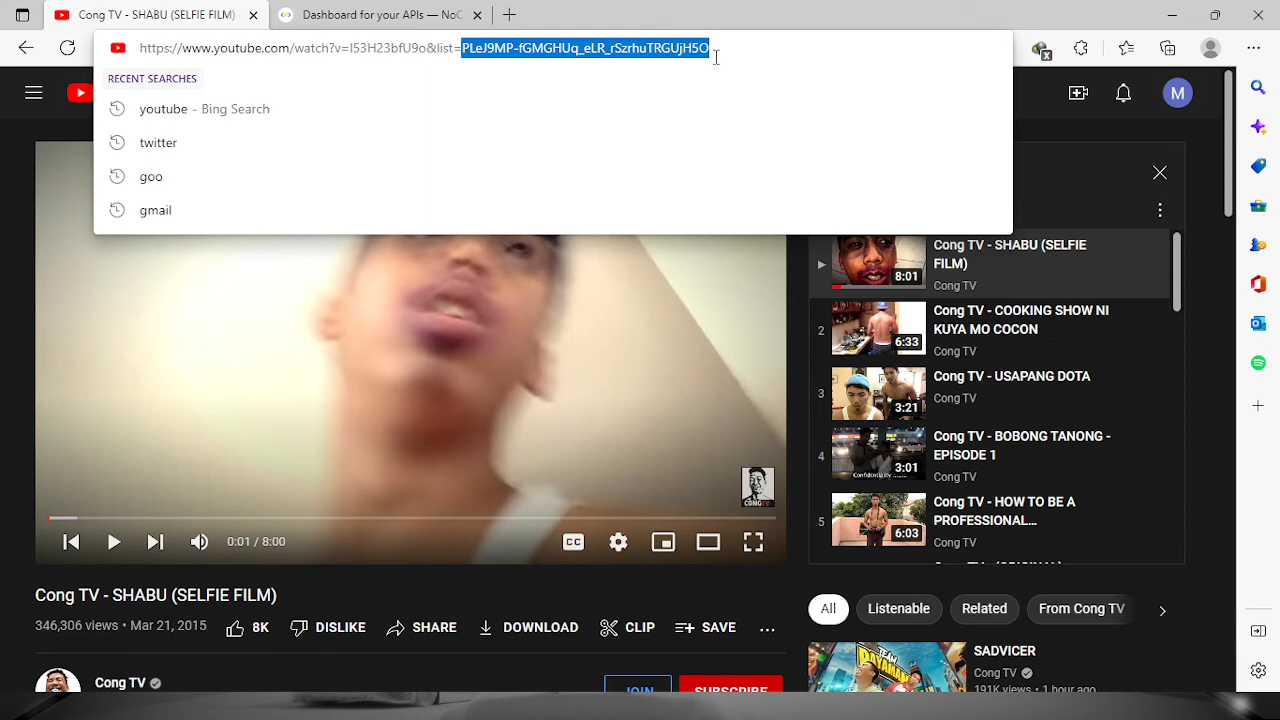 Cong TV - SHABU (SELFIE FILM)
Dashboard for your APIs — NoC
https://www.youtube.com/watch?v=I53H23bfU9o&list=PLeJ9MP-fGMGHUq_eLR_rSzrhuTRGUjH5O
RECENT SEARCHES
youtube - Bing Search
twitter
goo
gmail
M
CONGTV
0:01 / 8:00
CC
Cong TV - SHABU (SELFIE FILM)
346,306 views • Mar 21, 2015
8K
DISLIKE
SHARE
DOWNLOAD
CLIP
SAVE
Cong TV
JOIN
SUBSCRIBE
8:01
Cong TV - SHABU (SELFIE
FILM)
Cong TV
2
6:33
Cong TV - COOKING SHOW NI
KUYA MO COCON
Cong TV
3
3:21
Cong TV - USAPANG DOTA
Cong TV
4
3:01
Cong TV - BOBONG TANONG -
EPISODE 1
Cong TV
5
6:03
Cong TV - HOW TO BE A
PROFESSIONAL...
Cong TV
All
Listenable
Related
From Cong TV
TEAM
PAYAMAN
SADVICER
Cong TV
191K views • 1 hour ago